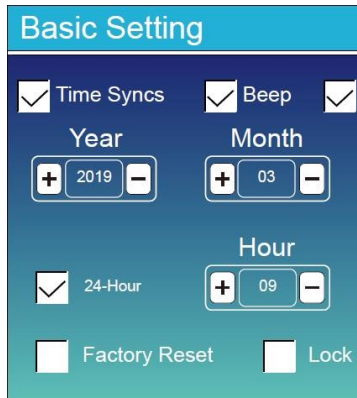 Basic Setting
Time Syncs Beep
Year Month
+ 2019 - + 03 -
Hour
24-Hour + 09 -
Factory Reset Lock